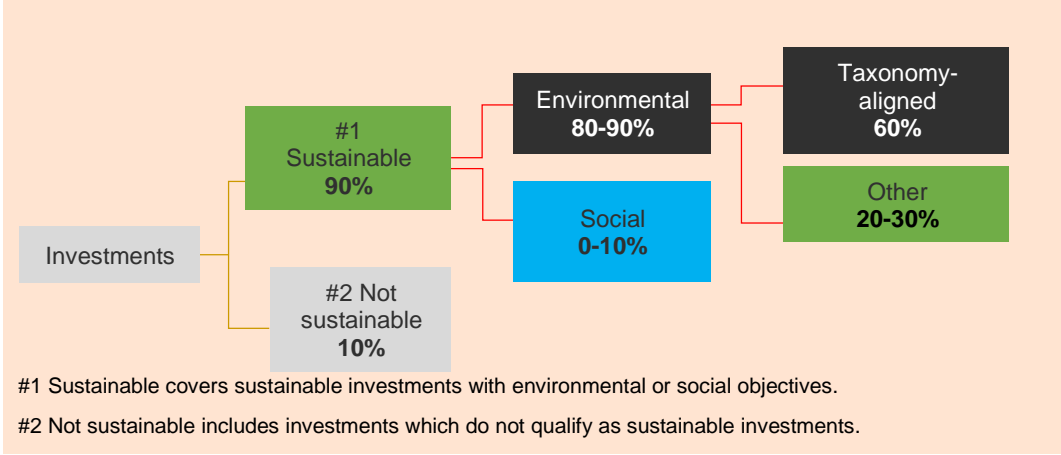 Investments
#1
Sustainable
90%
#2 Not
sustainable
10%
Environmental
80-90%
Social
0-10%
Taxonomy-
aligned
60%
Other
20-30%
#1 Sustainable covers sustainable investments with environmental or social objectives.
#2 Not sustainable includes investments which do not qualify as sustainable investments.